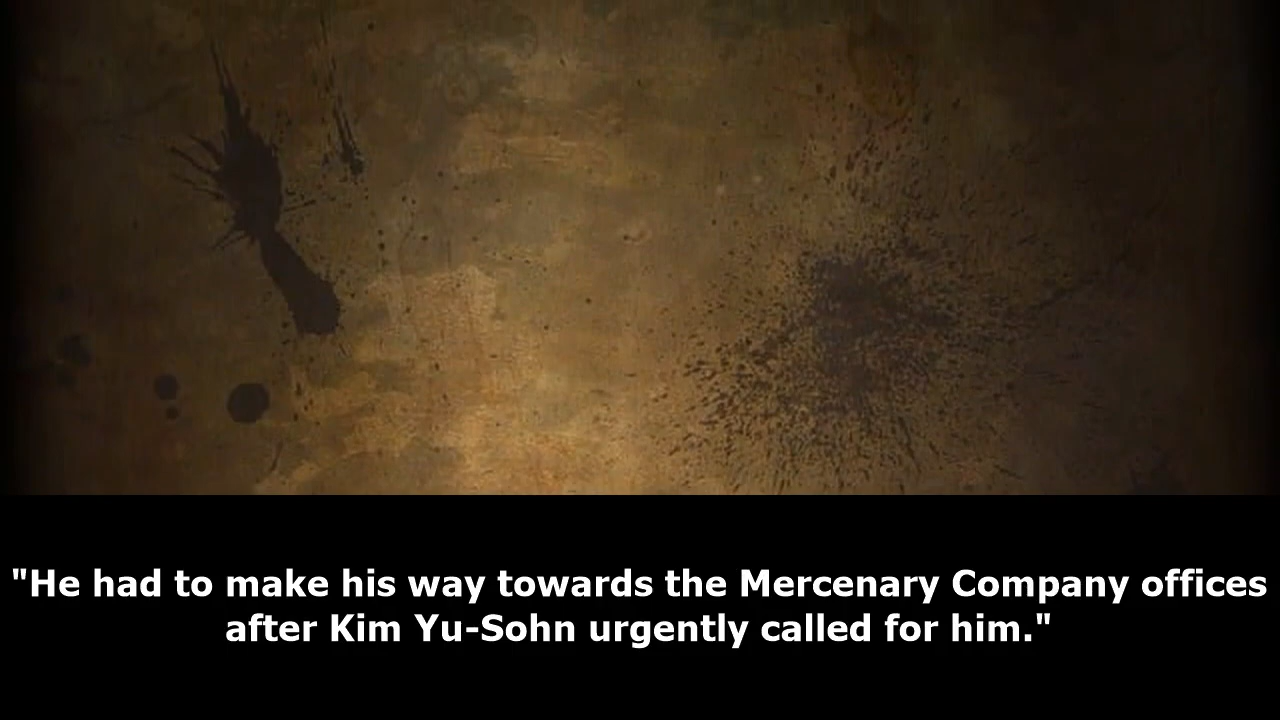 "He had to make his way towards the Mercenary Company offices
after Kim Yu-Sohn urgently called for him."